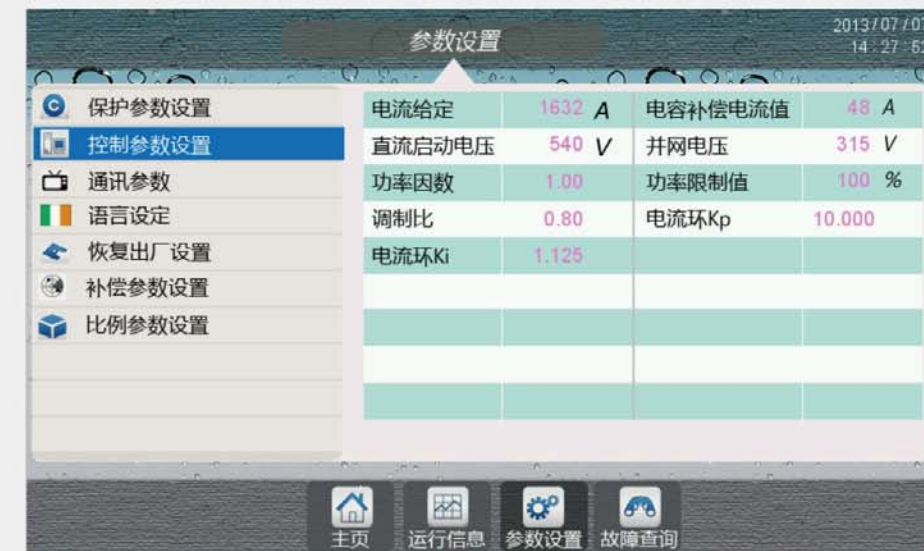 参数设置
2013/07/0
14:27:5
保护参数设置
控制参数设置
通讯参数
语言设定
恢复出厂设置
补偿参数设置
比例参数设置
电流给定 1632 A 电容补偿电流值 48 A
直流启动电压 540 V 并网电压 315 V
功率因数 1.00 功率限制值 100 %
调制比 0.80 电流环Kp 10.000
电流环Ki 1.125
主页 运行信息 参数设置 故障查询